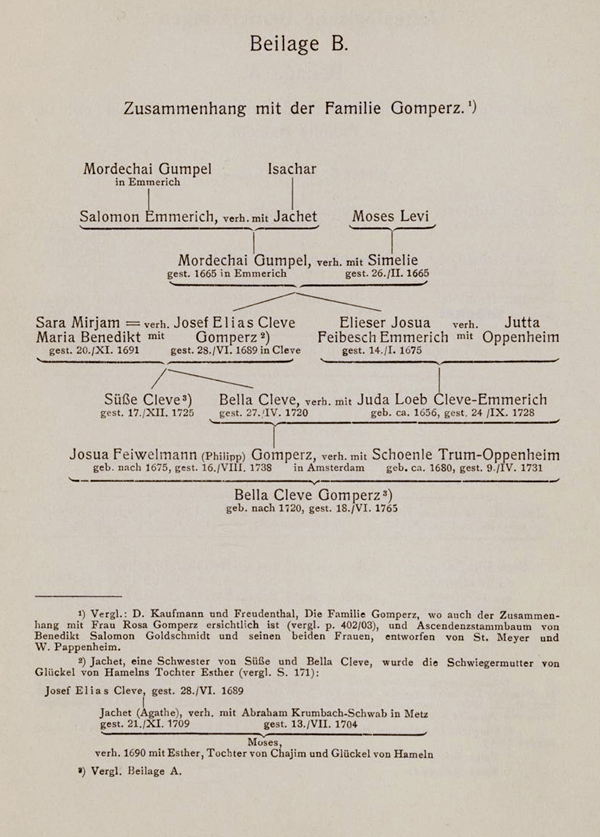 Beilage B.
Zusammenhang mit der Familie Gomperz.¹)
Mordechai Gumpel Isachar
in Emmerich
Salomon Emmerich, verh. mit Jachet Moses Levi
Mordechai Gumpel, verh. mit Simelie
gest. 1665 in Emmerich gest. 26./II. 1665
Sara Mirjam = verh. Josef Elias Cleve Elieser Josua verh. Jutta
Maria Benedikt mit Gomperz²) Feibesch Emmerich mit Oppenheim
gest. 20./XI. 1691 gest. 28./VI. 1689 in Cleve gest. 14./I. 1675
Süße Cleve³) Bella Cleve, verh. mit Juda Loeb Cleve-Emmerich
gest. 17./XII. 1725 gest. 27./IV. 1720 geb. ca. 1656, gest. 24 /IX. 1728
Josua Feiwelmann (Philipp) Gomperz, verh. mit Schoenle Trum-Oppenheim
geb. nach 1675, gest. 16./VIII. 1738 in Amsterdam geb. ca. 1680, gest. 9./IV. 1731
Bella Cleve Gomperz³)
geb. nach 1720, gest. 18./VI. 1765
¹) Vergl.: D. Kaufmann und Freudenthal, Die Familie Gomperz, wo auch der Zusammen-
hang mit Frau Rosa Gomperz ersichtlich ist (vergl. p. 402/03), und Ascendenzstammbaum von
Benedikt Salomon Goldschmidt und seinen beiden Frauen, entworfen von St. Meyer und
W. Pappenheim.
²) Jachet, eine Schwester von Süße und Bella Cleve, wurde die Schwiegermutter von
Glückel von Hamelns Tochter Esther (vergl. S. 171):
Josef Elias Cleve, gest. 28./VI. 1689
Jachet (Agathe), verh. mit Abraham Krumbach-Schwab in Metz
gest. 21./XI. 1709 gest. 13./VII. 1704
Moses,
verh. 1690 mit Esther, Tochter von Chajim und Glückel von Hameln
³) Vergl. Beilage A.